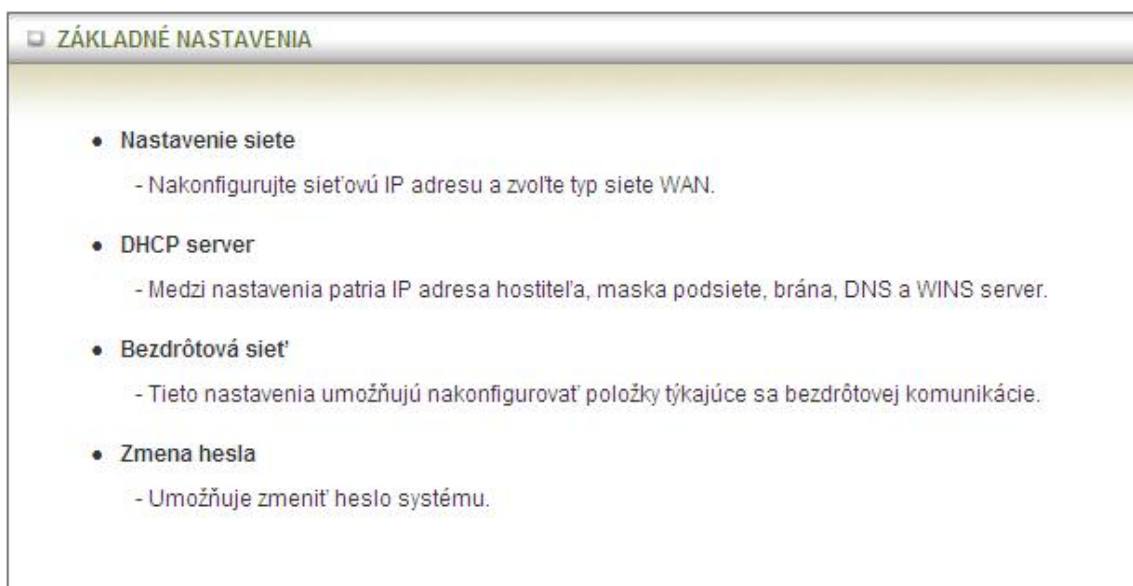 ZÁKLADNÉ NASTAVENIA
• Nastavenie siete
- Nakonfigurujte sieťovú IP adresu a zvoľte typ siete WAN.
• DHCP server
- Medzi nastavenia patria IP adresa hostiteľa, maska podsiete, brána, DNS a WINS server.
• Bezdrôtová sieť
- Tieto nastavenia umožňujú nakonfigurovať položky týkajúce sa bezdrôtovej komunikácie.
• Zmena hesla
- Umožňuje zmeniť heslo systému.